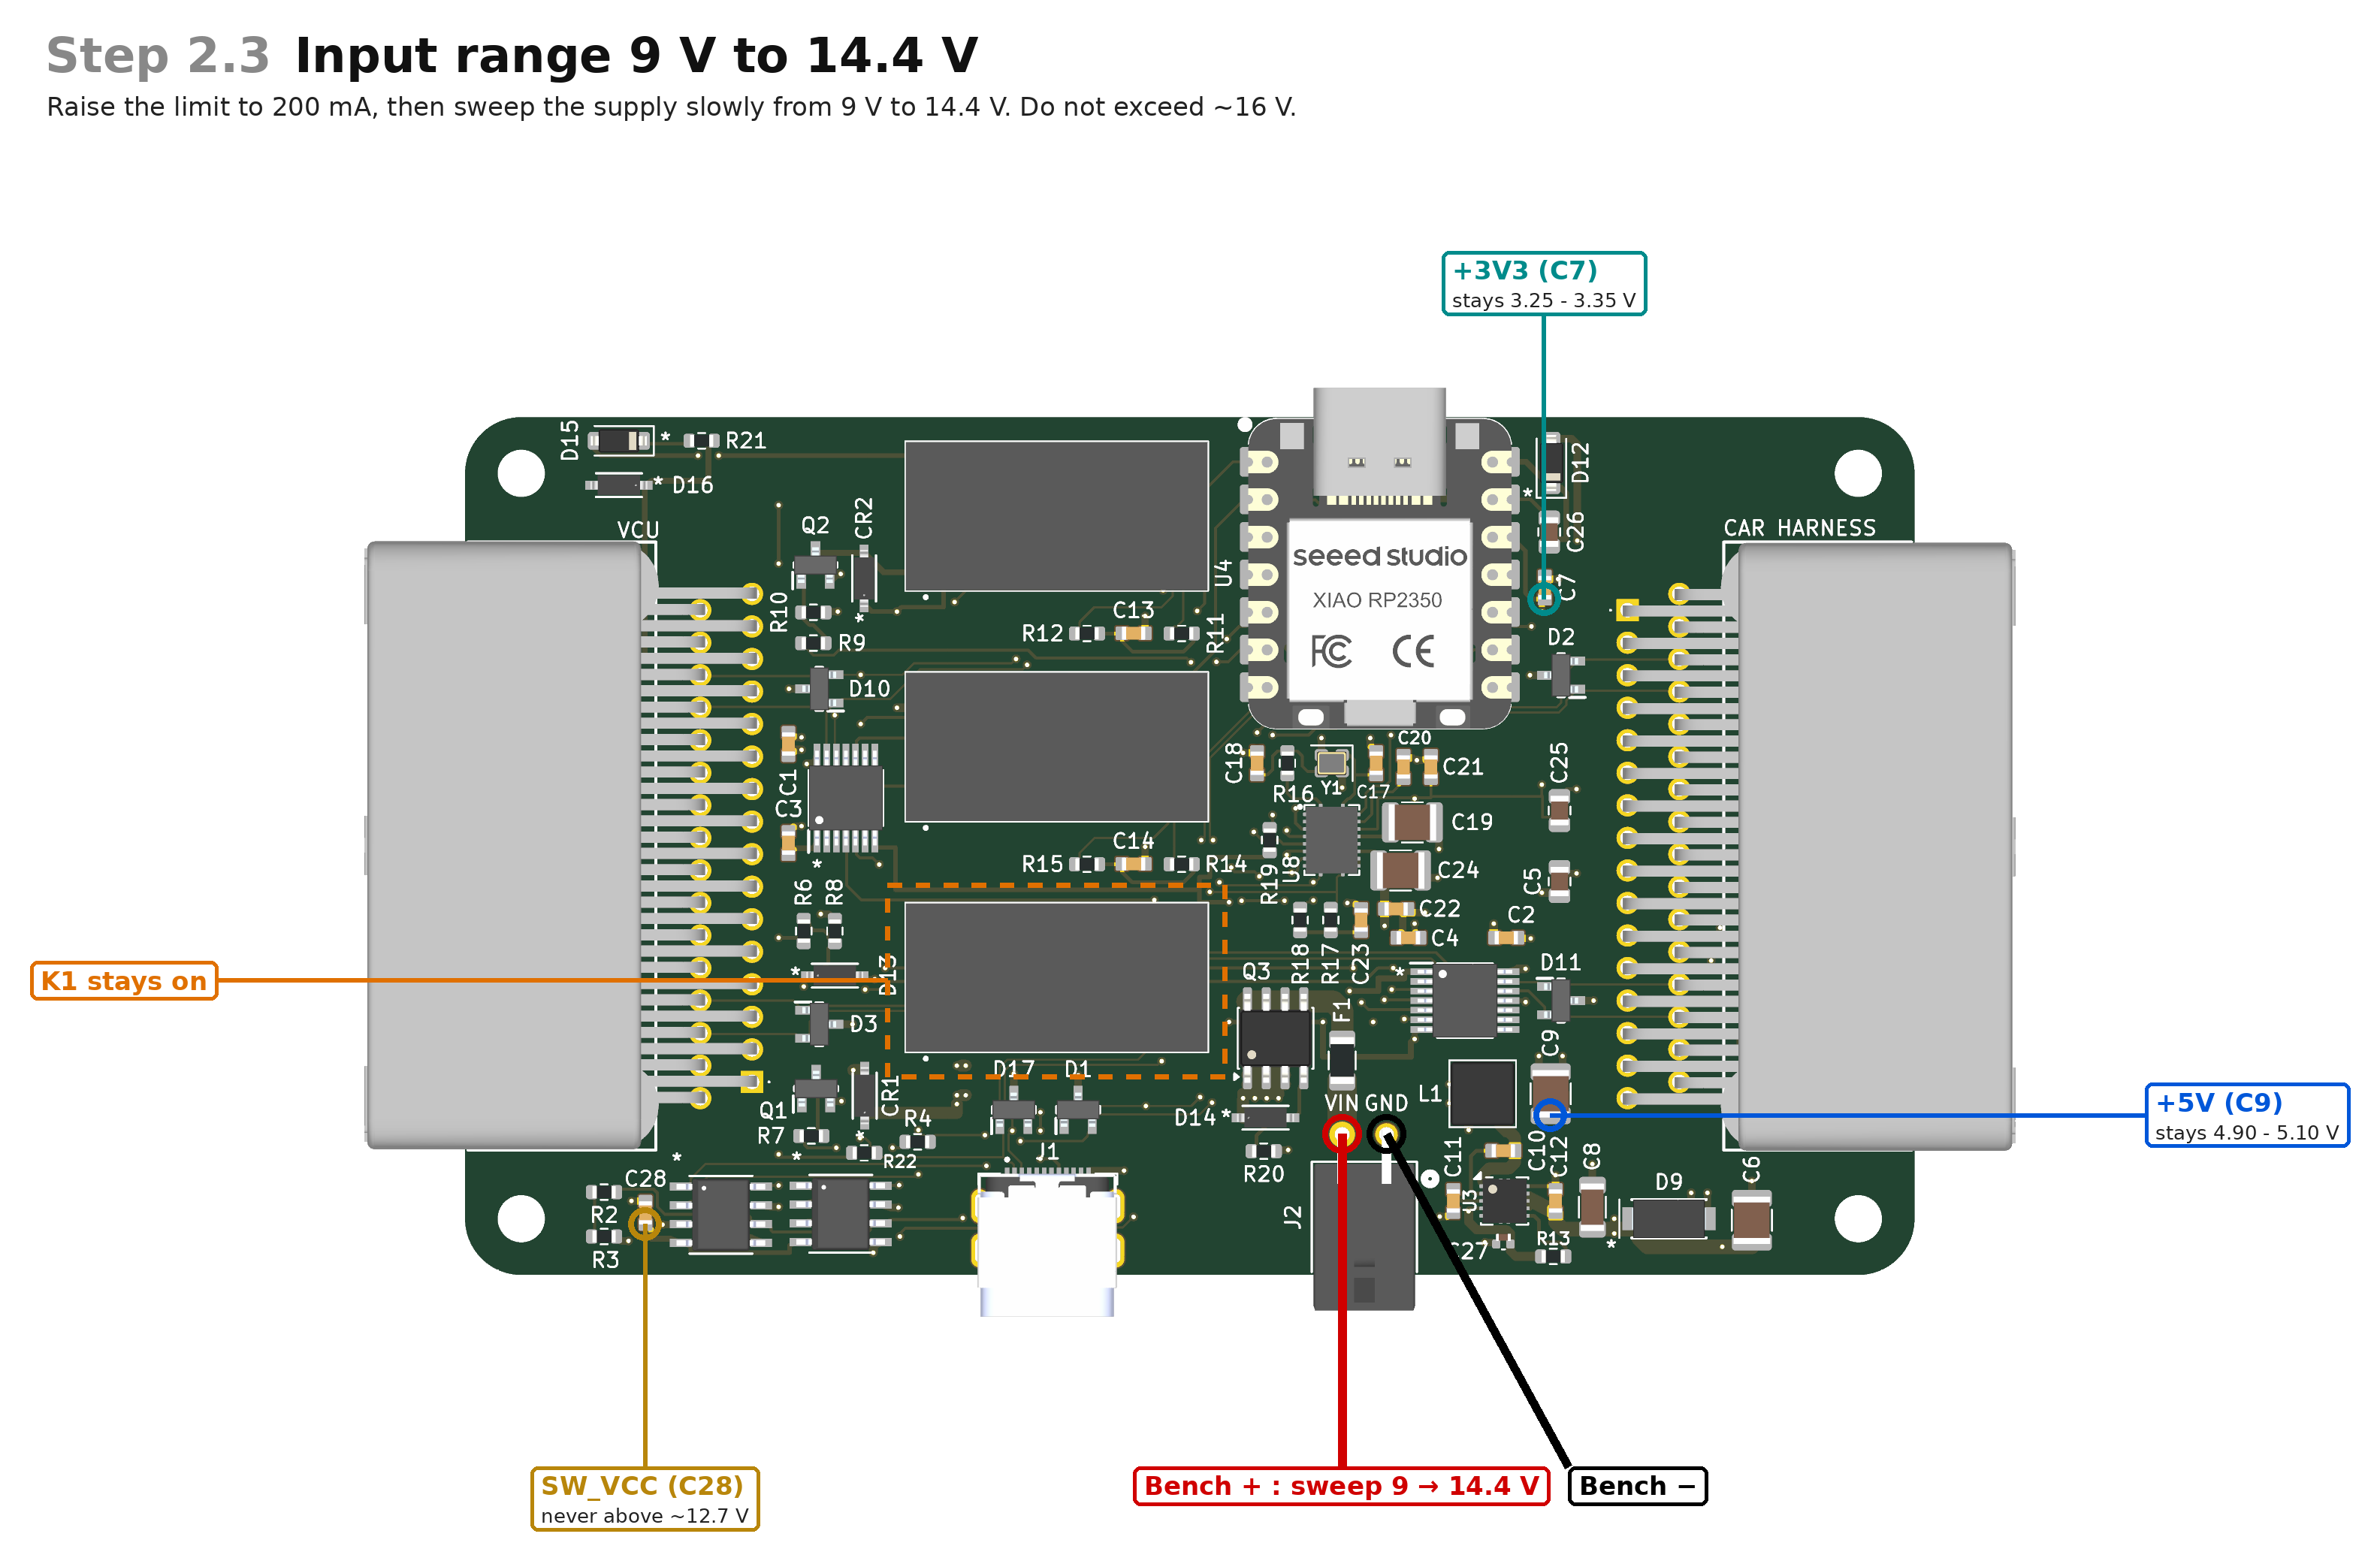 Step 2.3 Input range 9 V to 14.4 V
Raise the limit to 200 mA, then sweep the supply slowly from 9 V to 14.4 V. Do not exceed ~16 V.
+3V3 (C7)
stays 3.25 - 3.35 V
D15
* R21
* D16
VCU
Q2
CR2
R10
*
R9
D10
U4
C13
R12
R11
seeed studio
XIAO RP2350
FC CE
D12
*
C26
C7
D2
CAR HARNESS
C1
C3
*
C18
R16
Y1
C17
C20
C21
C25
C19
C14
R15
R14
R19
U8
C24
C5
R6
R8
C22
C4
C2
R18
R17
C23
K1 stays on
* D13
Q3
F1
*
D11
D3
C9
D17
D1
L1
VIN GND
Q1
CR1
D14 *
R7
*
*
R4
R22
J1
R20
C11
C10
C12
C8
+5V (C9)
stays 4.90 - 5.10 V
C28
*
R2
R3
J2
U3
C27
R13
*
D9
C6
SW_VCC (C28)
never above ~12.7 V
Bench + : sweep 9 → 14.4 V
Bench −